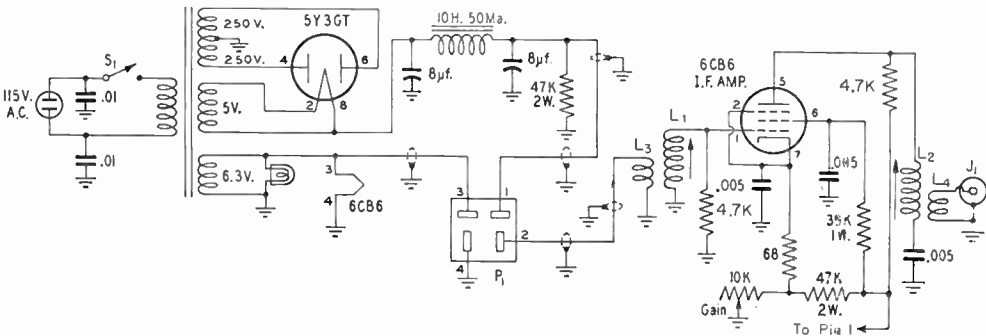 250V.
250V.
5Y3GT
4
6
2
8
10H. 50Ma.
8µf.
8µf.
47K
2W.
S1
115V.
A.C.
.01
.01
5V.
6.3V.
3
4
6CB6
3
1
2
4
P1
L3
L1
6CB6
I.F. AMP.
5
2
1
6
7
4.7K
.005
4.7K
.005
68
35K
1W.
10K
Gain
47K
2W.
To Pin 1
L2
L4
J1
.005